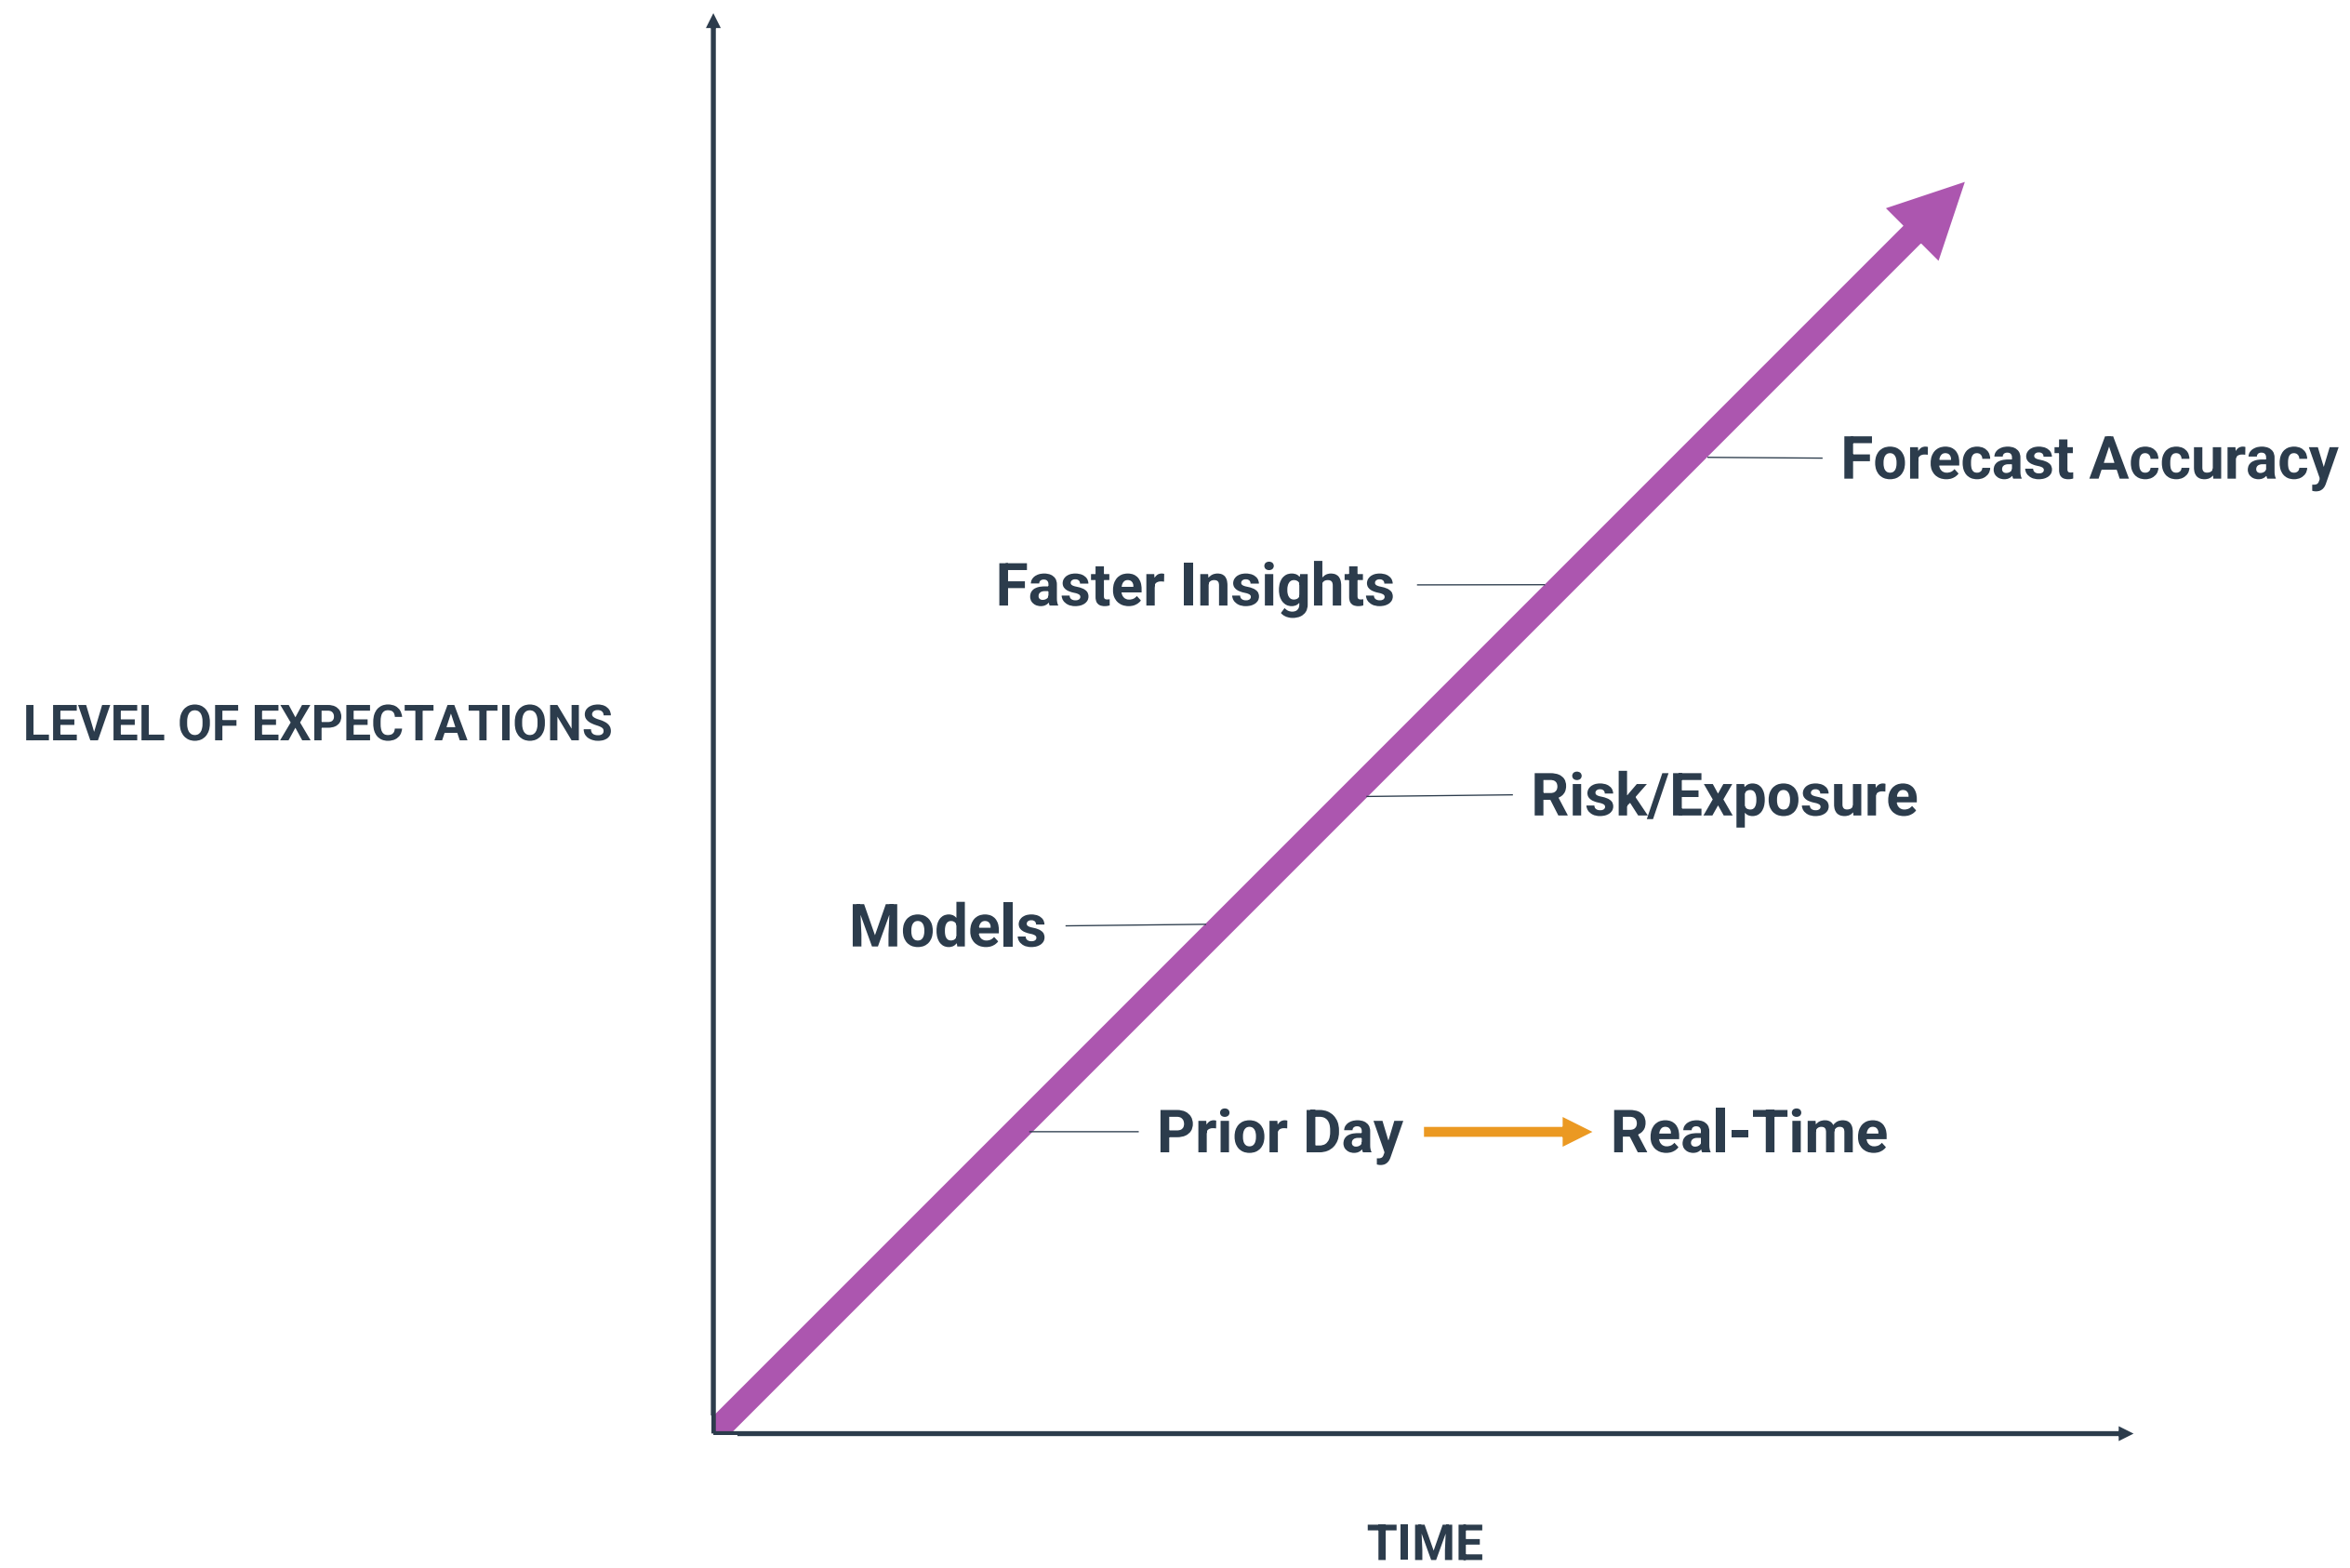 Forecast Accuracy
Faster Insights
LEVEL OF EXPECTATIONS
Risk/Exposure
Models
Prior Day
Real-Time
TIME